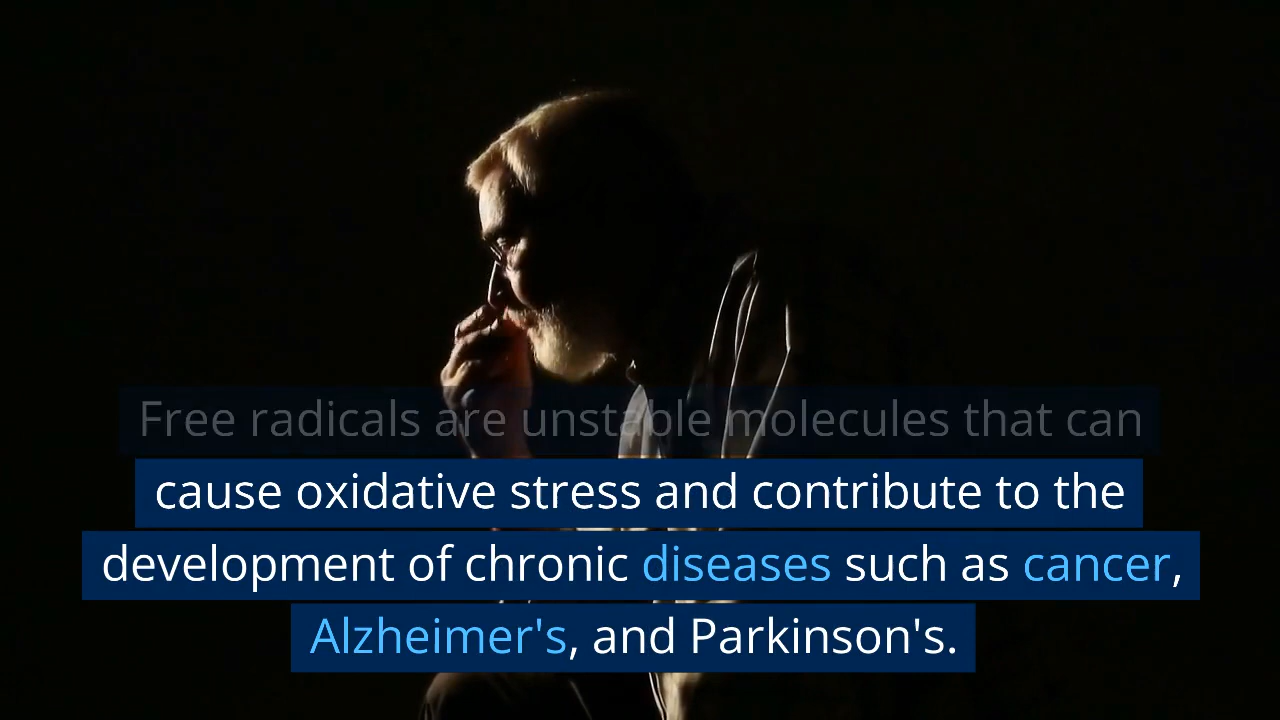 Free radicals are unstable molecules that can
cause oxidative stress and contribute to the
development of chronic diseases such as cancer,
Alzheimer's, and Parkinson's.